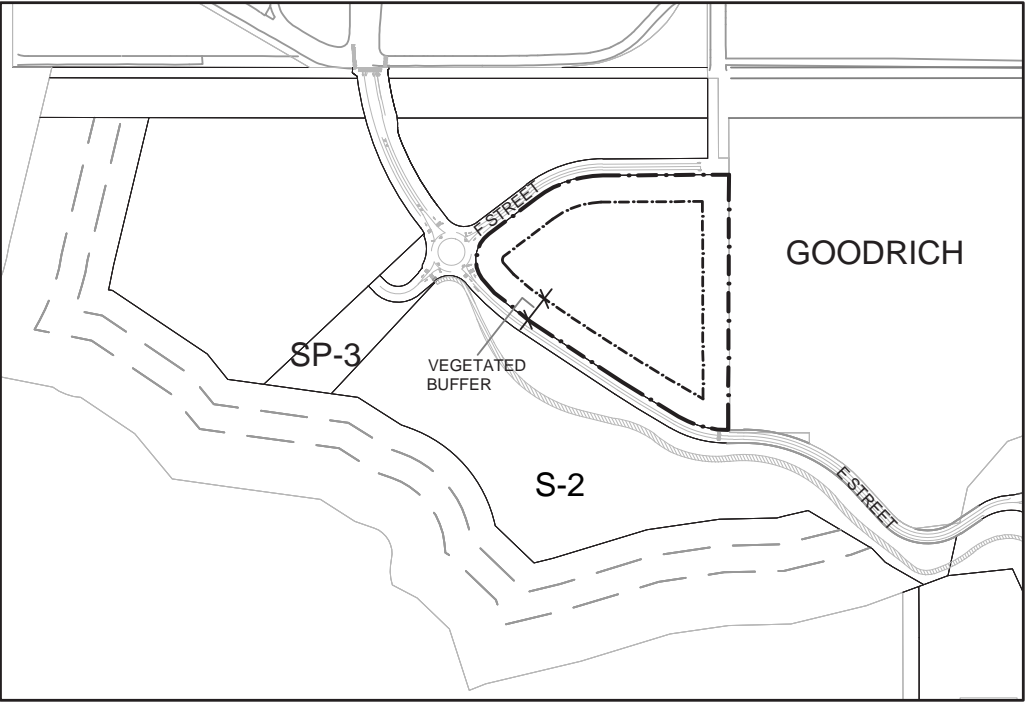 F STREET
GOODRICH
SP-3
VEGETATED
BUFFER
S-2
E STREET